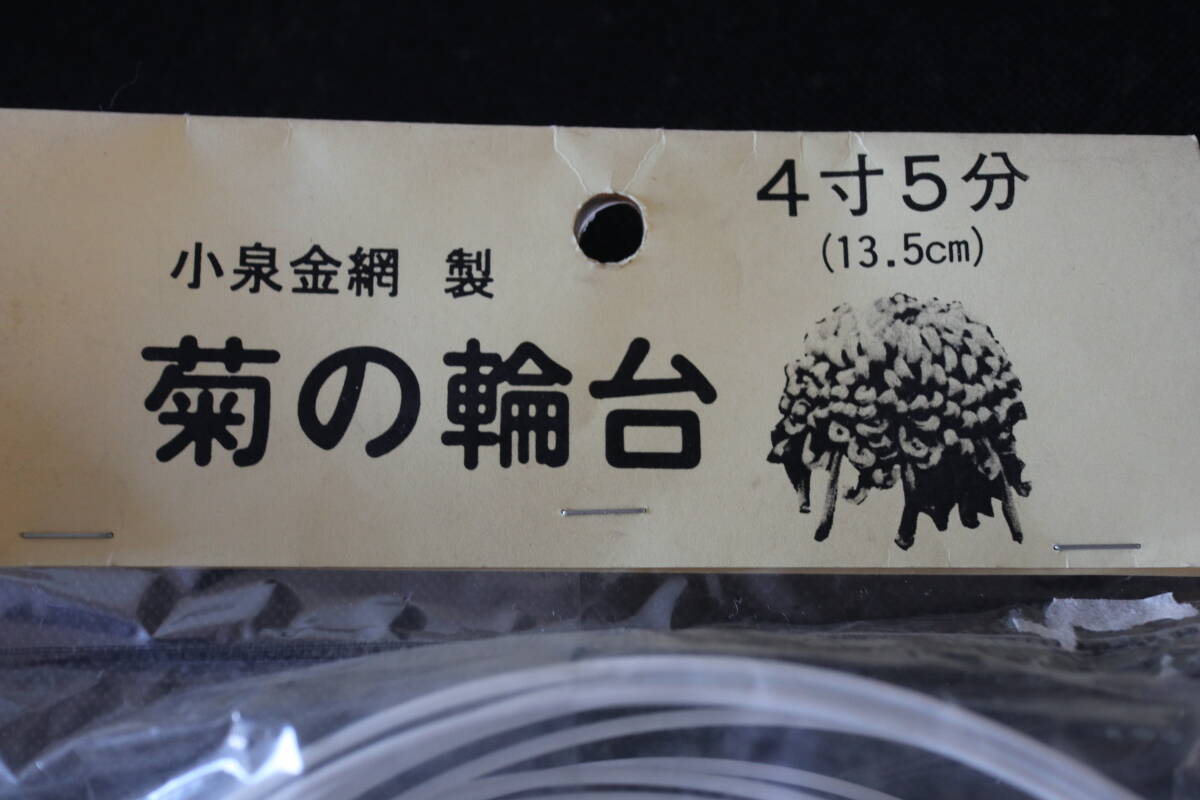 4寸5分
(13.5cm)
小泉金網 製
菊の輪台